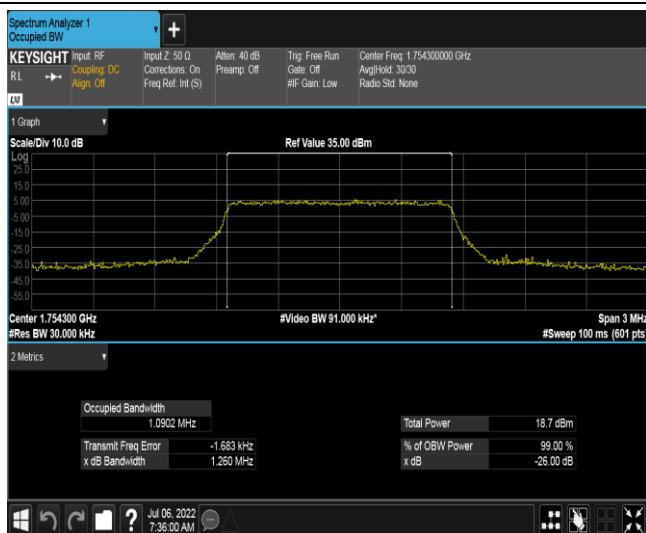 Spectrum Analyzer 1
Occupied BW
+
KEYSIGHT
RL
LXI
Input: RF
Coupling: DC
Align: Off
Input Z: 50 Ω
Corrections: On
Freq Ref: Int (S)
Atten: 40 dB
Preamp: Off
Trig: Free Run
Gate: Off
#IF Gain: Low
Center Freq: 1.754300000 GHz
Avg|Hold: 30/30
Radio Std: None
1 Graph
Scale/Div 10.0 dB
Ref Value 35.00 dBm
Log
25.0
15.0
5.00
-5.00
-15.0
-25.0
-35.0
-45.0
-55.0
Center 1.754300 GHz
#Video BW 91.000 kHz*
Span 3 MHz
#Res BW 30.000 kHz
#Sweep 100 ms (601 pts)
2 Metrics
Occupied Bandwidth
1.0902 MHz
Total Power 18.7 dBm
Transmit Freq Error -1.683 kHz
% of OBW Power 99.00 %
x dB Bandwidth 1.260 MHz
x dB -26.00 dB
?
Jul 06, 2022
7:36:00 AM